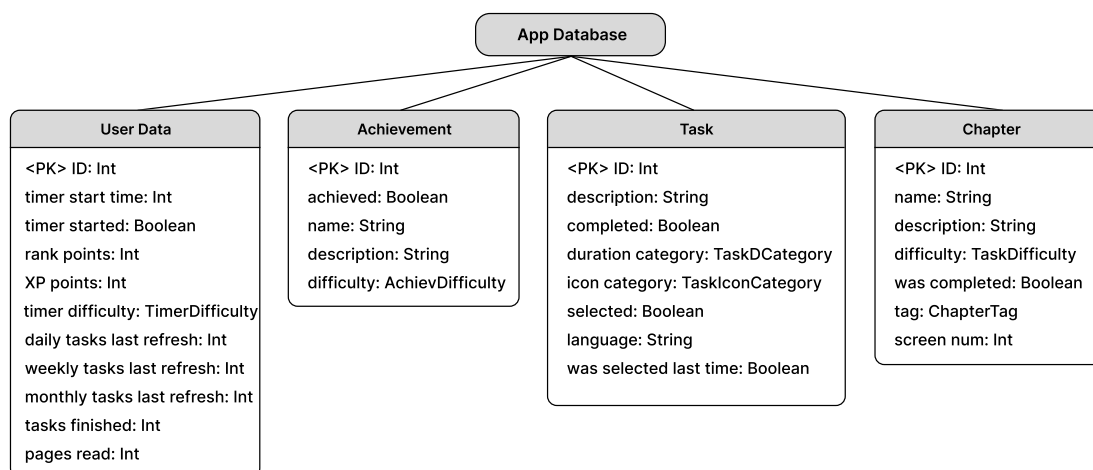 App Database
User Data
<PK> ID: Int
timer start time: Int
timer started: Boolean
rank points: Int
XP points: Int
timer difficulty: TimerDifficulty
daily tasks last refresh: Int
weekly tasks last refresh: Int
monthly tasks last refresh: Int
tasks finished: Int
pages read: Int
Achievement
<PK> ID: Int
achieved: Boolean
name: String
description: String
difficulty: AchievDifficulty
Task
<PK> ID: Int
description: String
completed: Boolean
duration category: TaskDCategory
icon category: TaskIconCategory
selected: Boolean
language: String
was selected last time: Boolean
Chapter
<PK> ID: Int
name: String
description: String
difficulty: TaskDifficulty
was completed: Boolean
tag: ChapterTag
screen num: Int